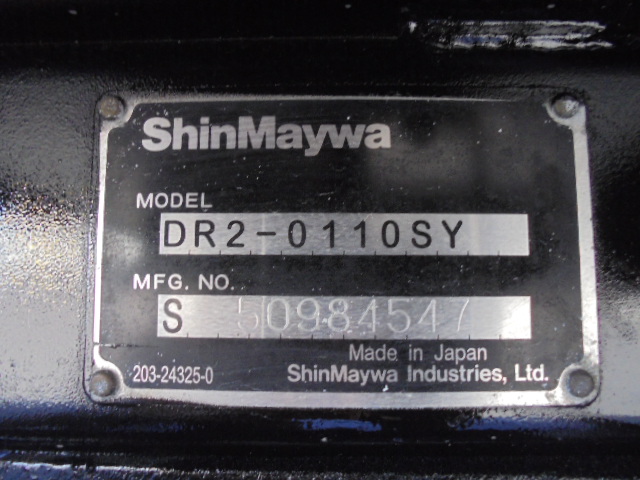 ShinMaywa
MODEL
DR2-0110SY
MFG. NO.
S 50984547
Made in Japan
203-24325-0 ShinMaywa Industries, Ltd.